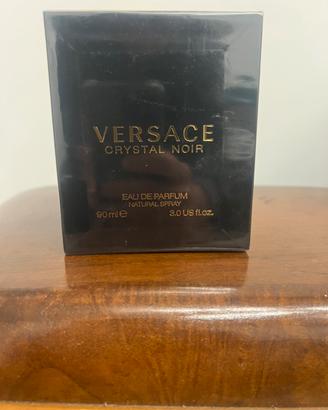 VERSACE
CRYSTAL NOIR
EAU DE PARFUM
NATURAL SPRAY
90 ml ℮ 3.0 US fl.oz.